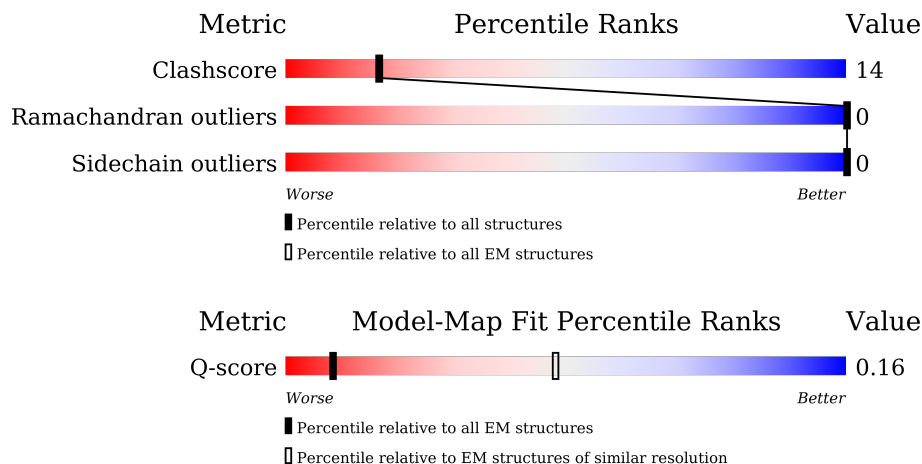 Metric Percentile Ranks Value
Clashscore 14
Ramachandran outliers 0
Sidechain outliers 0
Worse Better
Percentile relative to all structures
Percentile relative to all EM structures
Metric Model-Map Fit Percentile Ranks Value
Q-score 0.16
Worse Better
Percentile relative to all EM structures
Percentile relative to EM structures of similar resolution